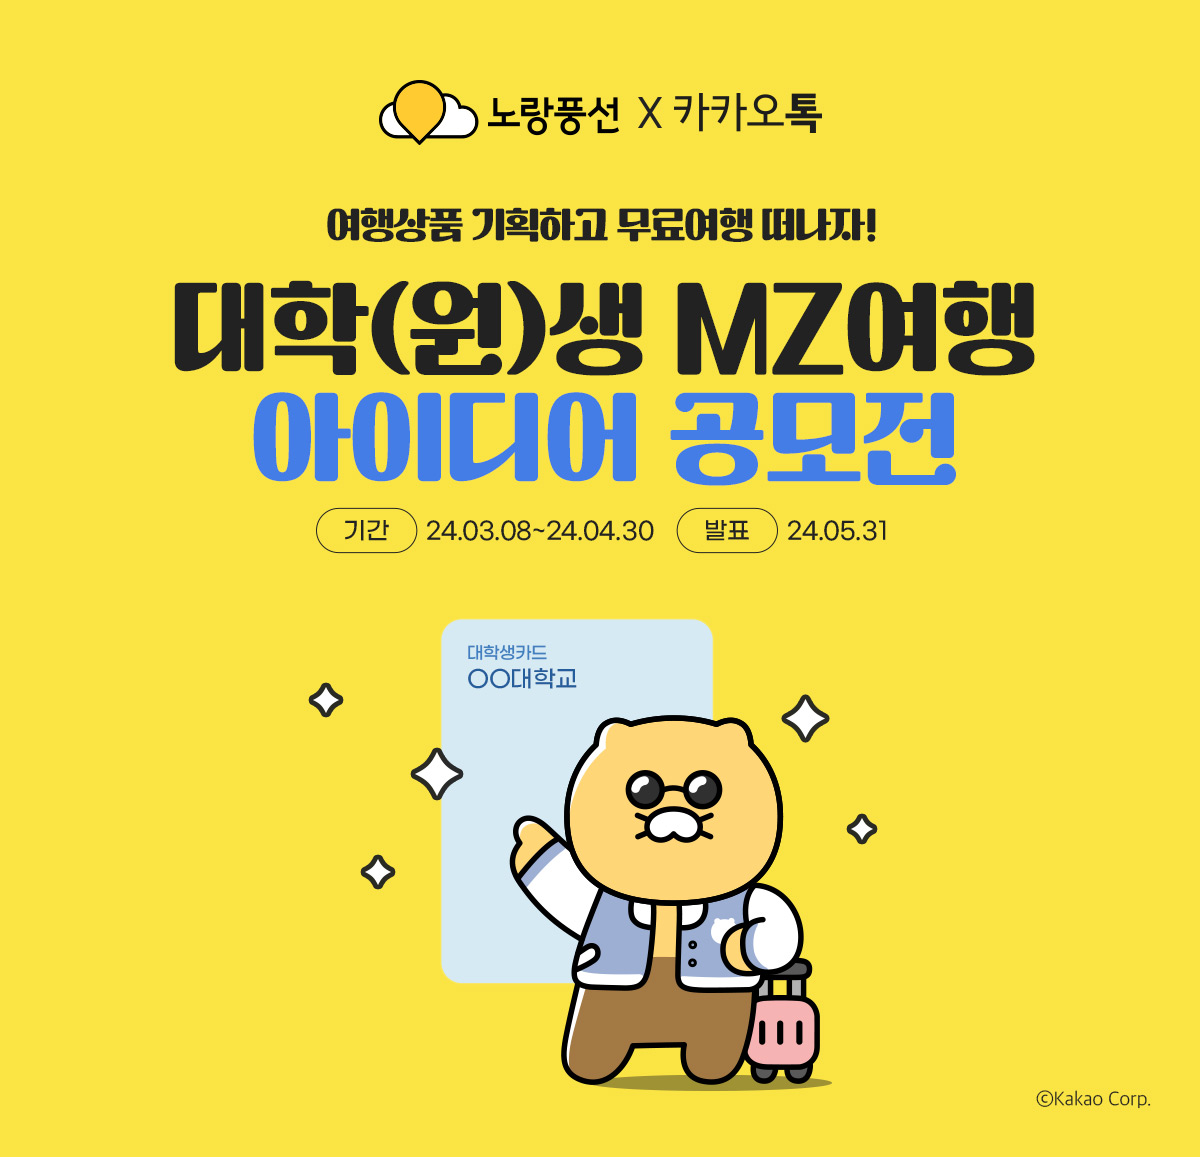 노랑풍선 X 카카오톡
여행상품 기획하고 무료여행 떠나자!
대학(원)생 MZ여행
아이디어 공모전
기간 24.03.08~24.04.30 발표 24.05.31
대학생카드
○○대학교
©Kakao Corp.